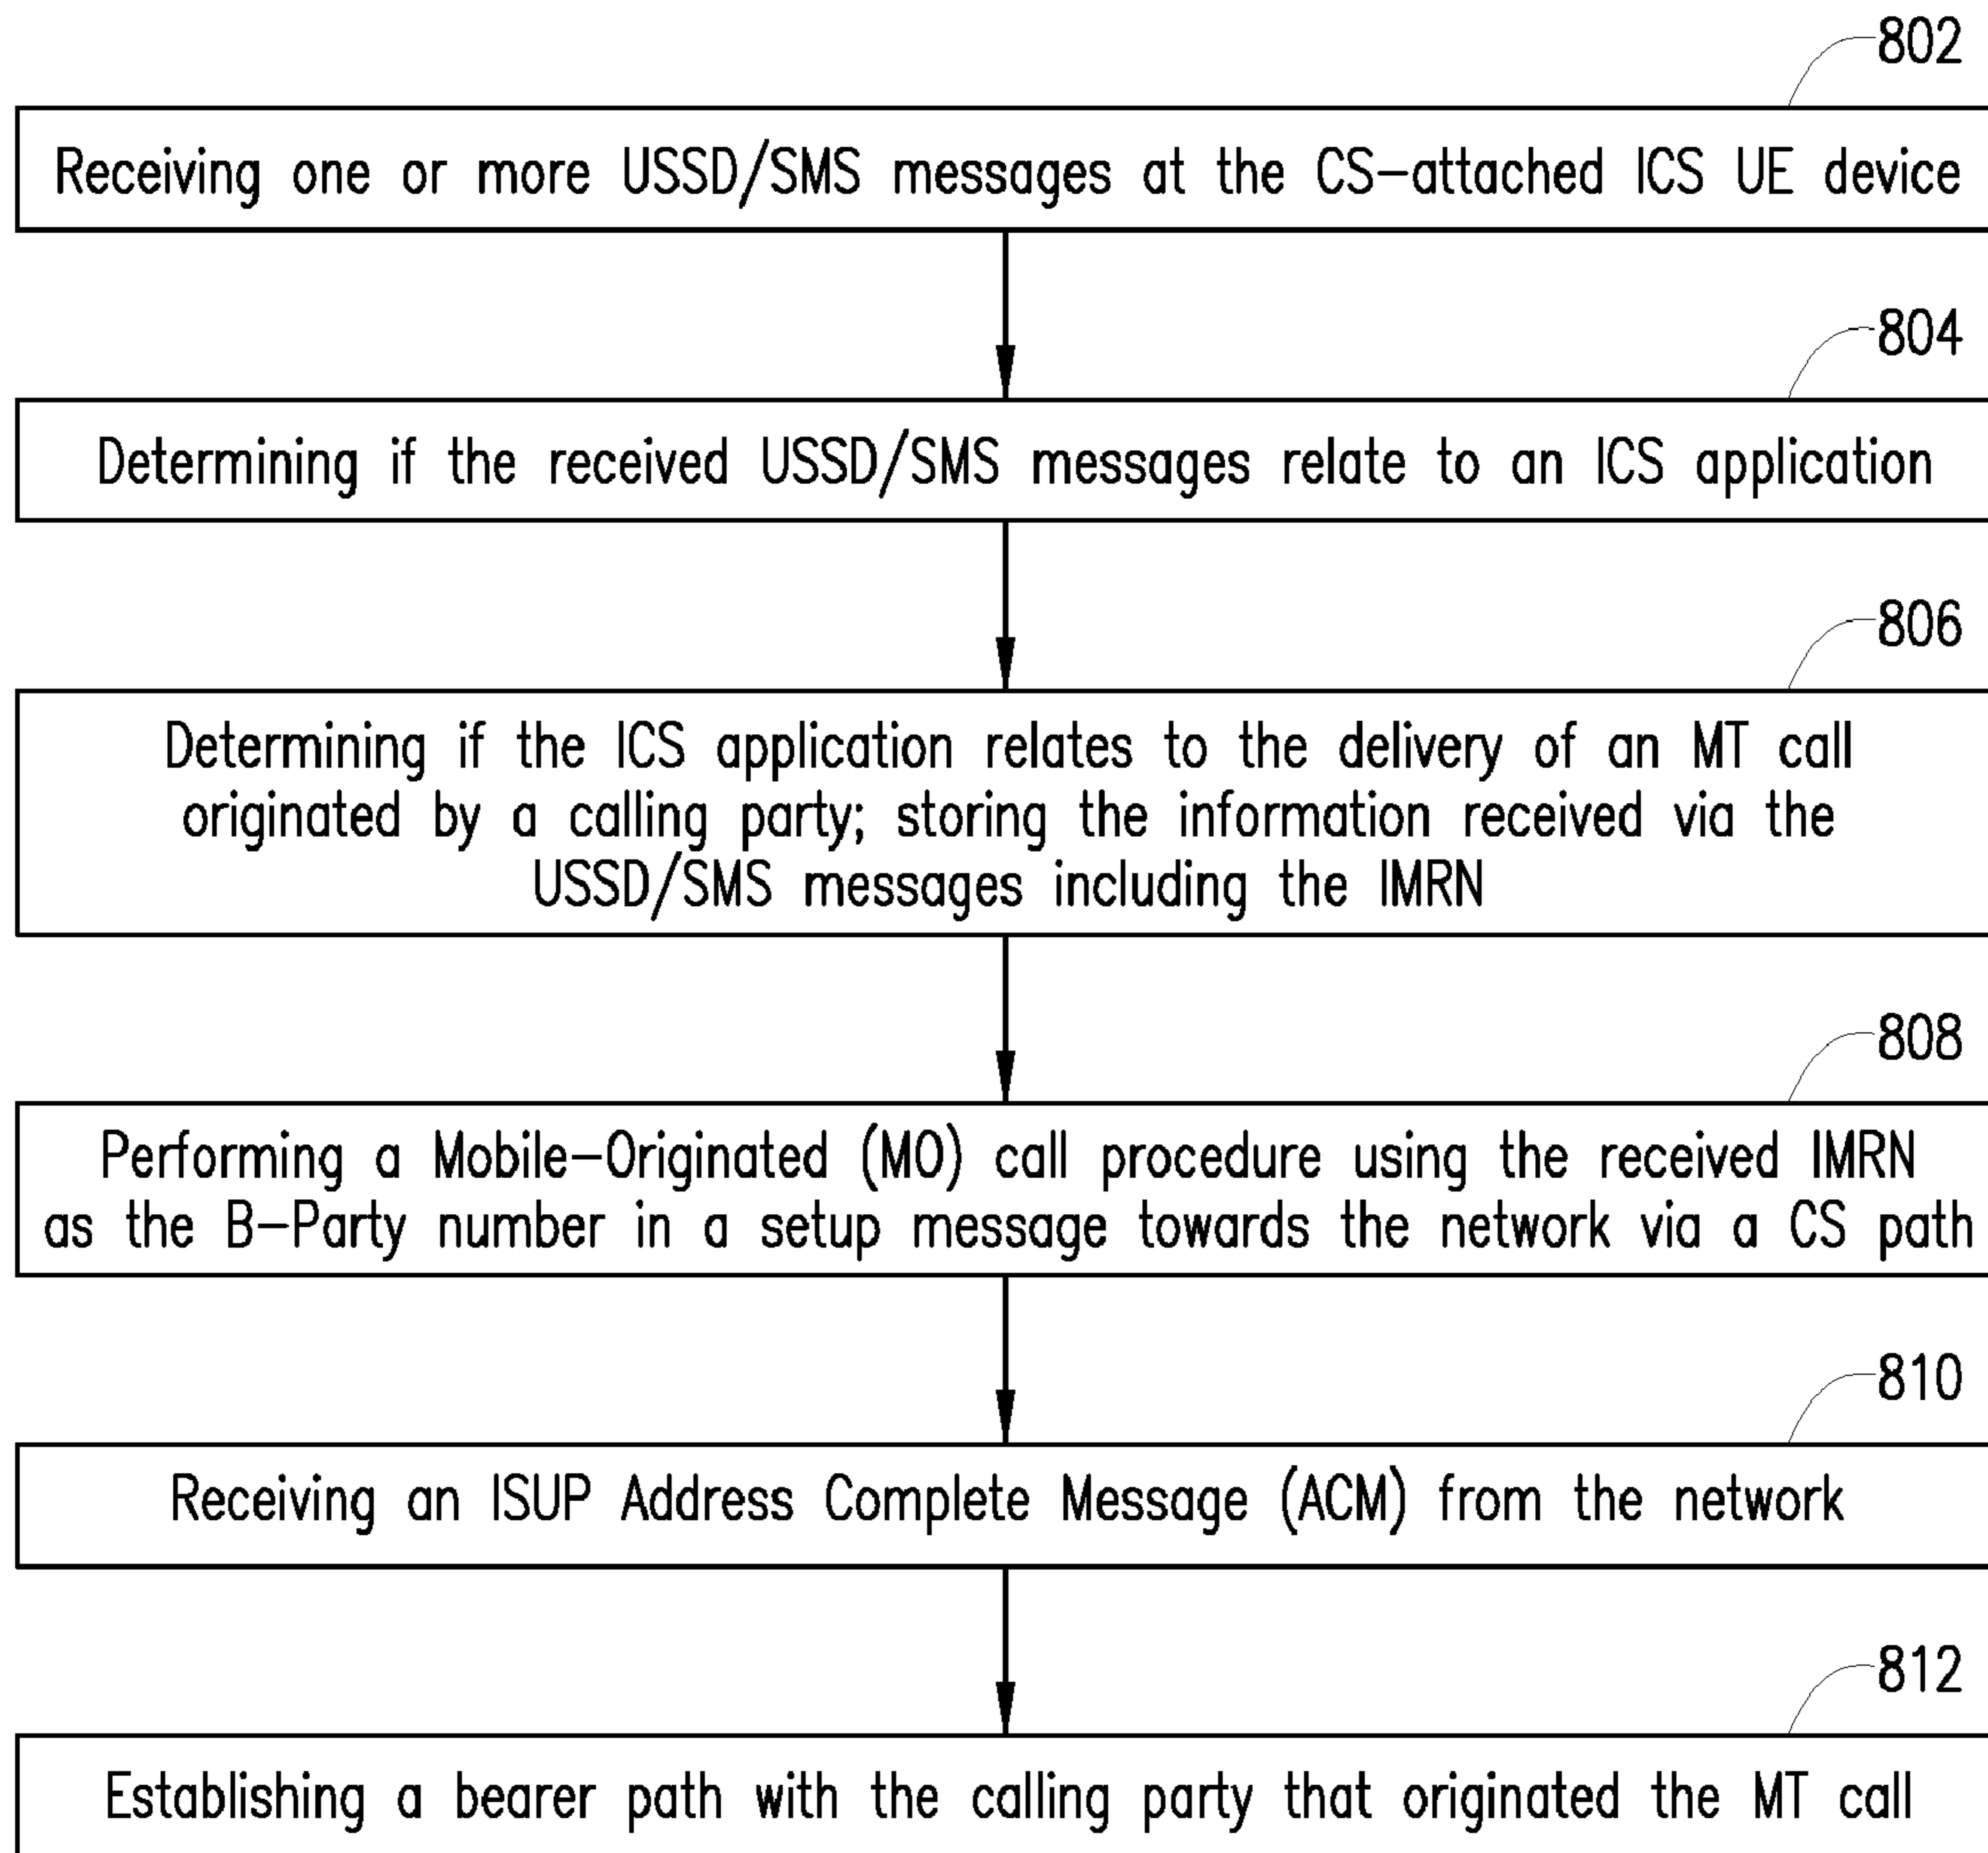 802
Receiving one or more USSD/SMS messages at the CS-attached ICS UE device
804
Determining if the received USSD/SMS messages relate to an ICS application
806
Determining if the ICS application relates to the delivery of an MT call
originated by a calling party; storing the information received via the
USSD/SMS messages including the IMRN
808
Performing a Mobile-Originated (MO) call procedure using the received IMRN
as the B-Party number in a setup message towards the network via a CS path
810
Receiving an ISUP Address Complete Message (ACM) from the network
812
Establishing a bearer path with the calling party that originated the MT call